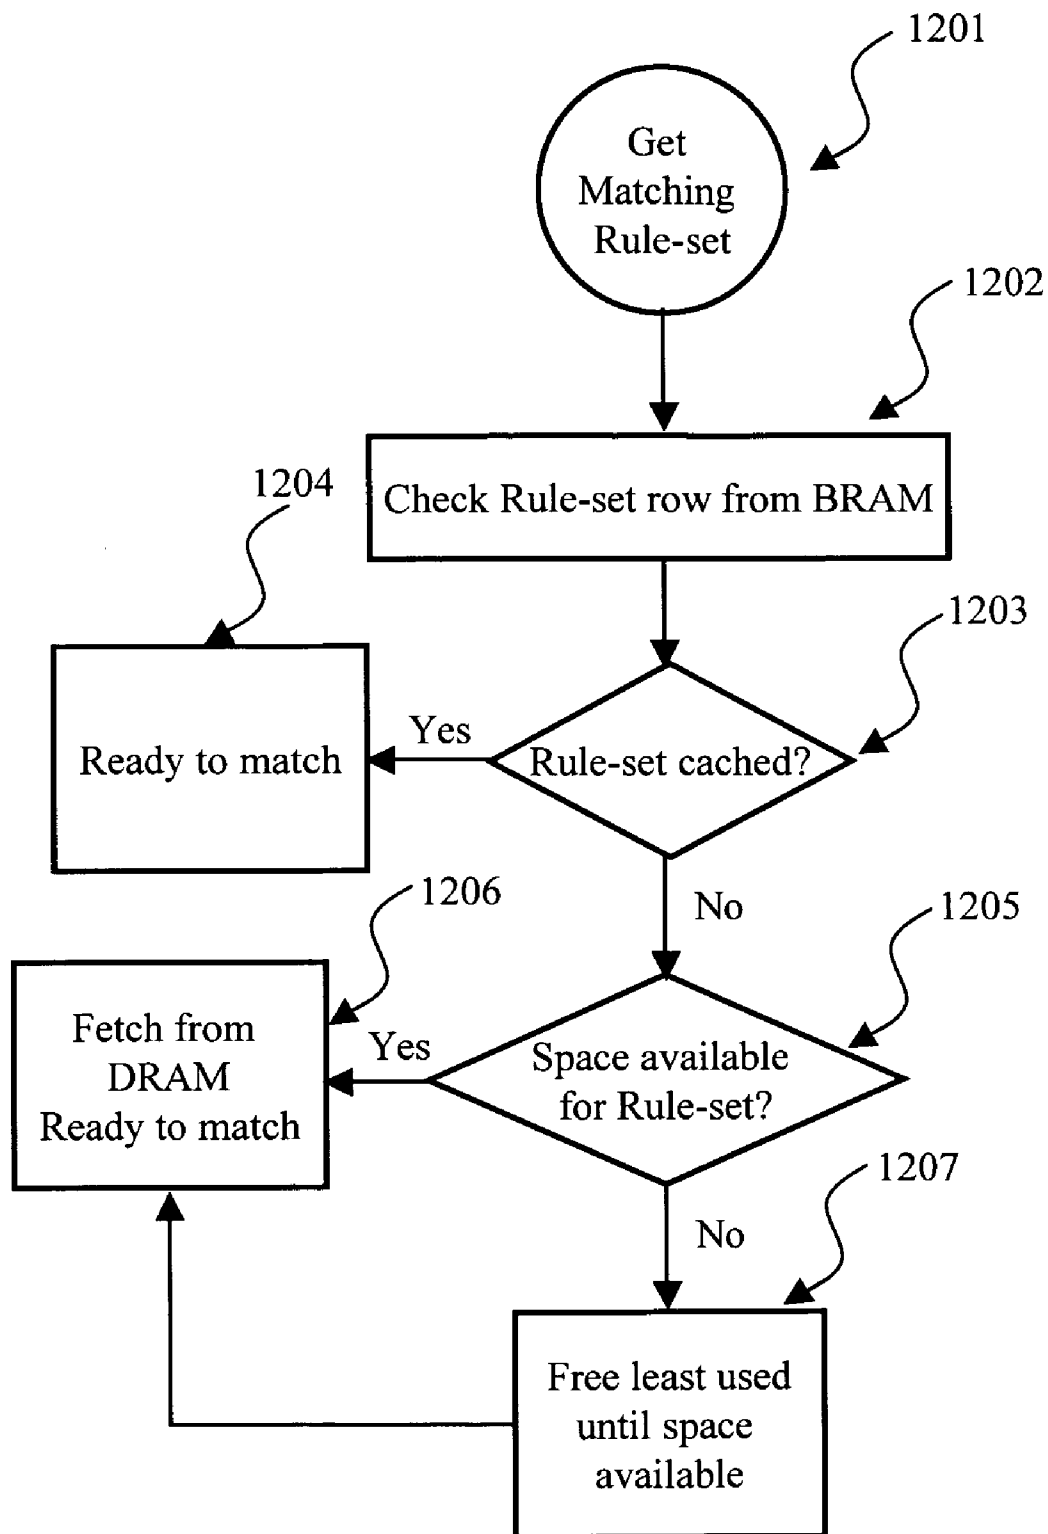 1201
Get
Matching
Rule-set
1202
Check Rule-set row from BRAM
1204
1203
Yes
Ready to match
Rule-set cached?
1206
No
1205
Fetch from
DRAM
Ready to match
Yes
Space available
for Rule-set?
1207
No
Free least used
until space
available